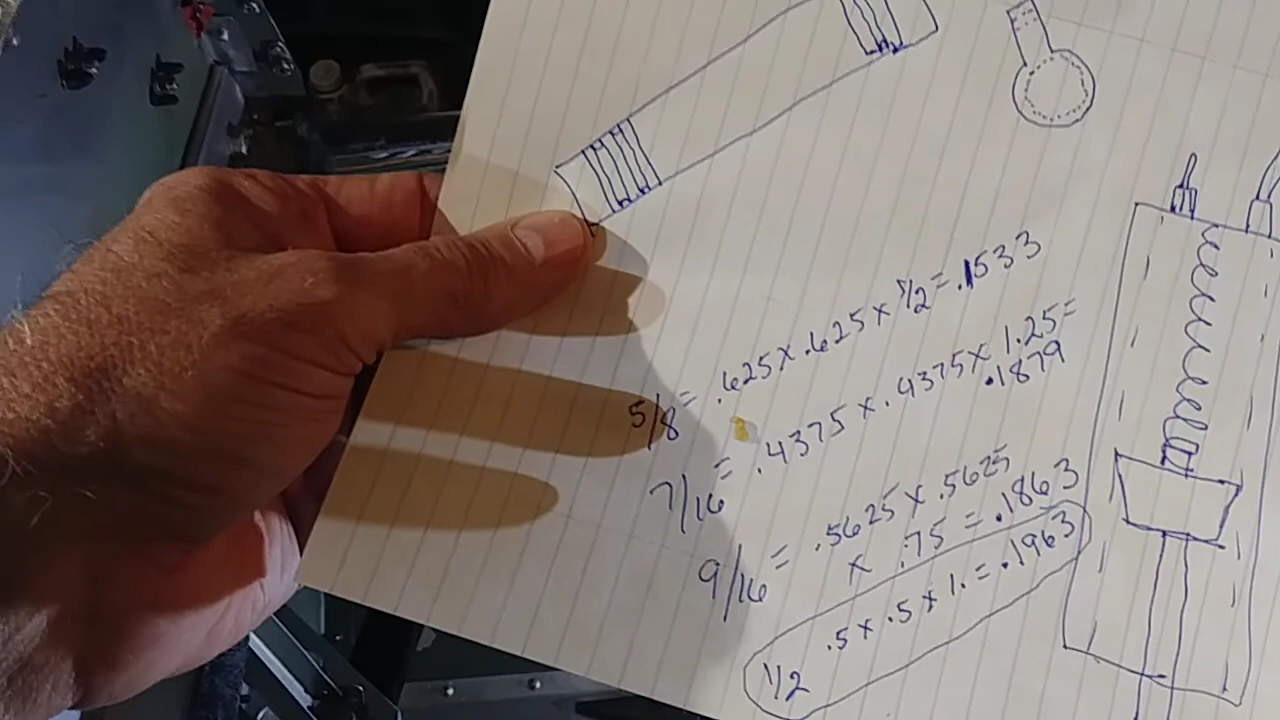 5/8 = .625 x .625 x 1/2 = .1533
7/16 = .4375 x .4375 x 1.25 =
.1879
9/16 = .5625 x .5625
x .75 = .1863
1/2 .5 x .5 x 1. = .1963